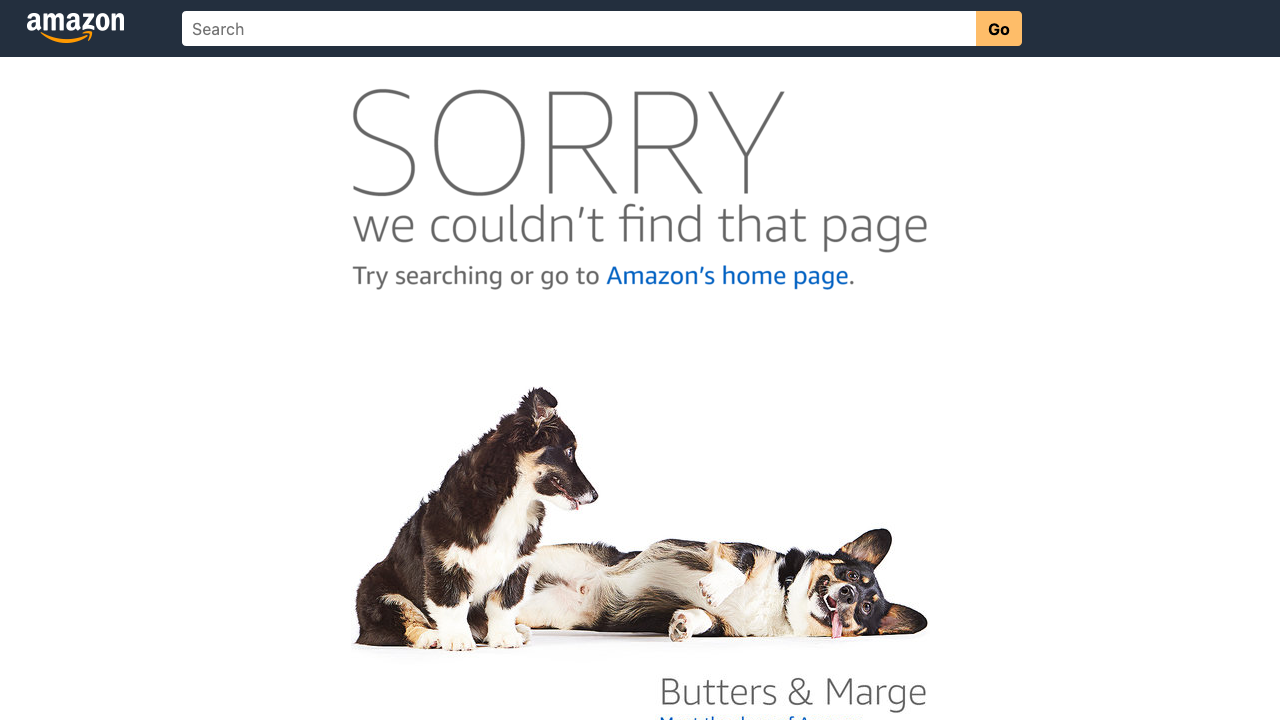 amazon
Search
Go
SORRY
we couldn't find that page
Try searching or go to Amazon's home page.
Butters & Marge